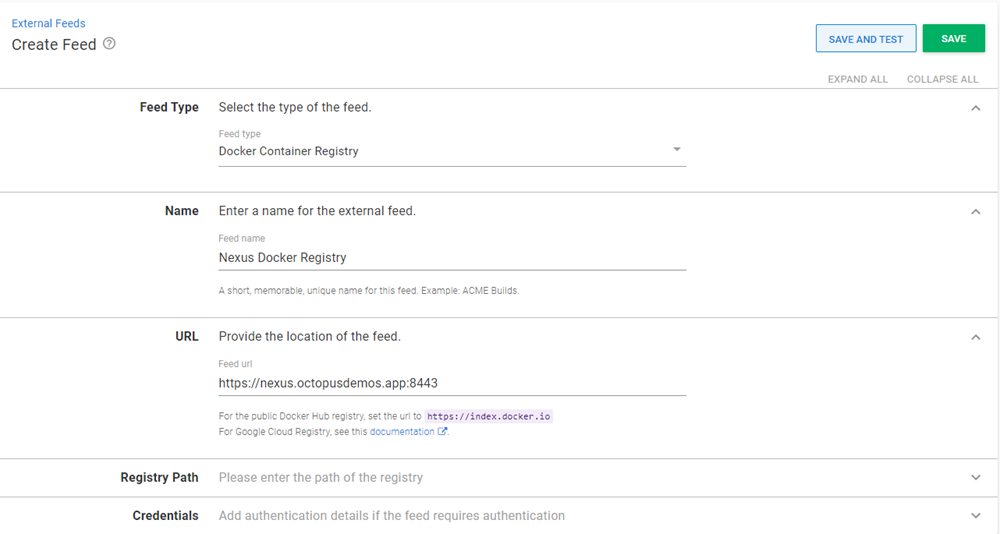 External Feeds
Create Feed
SAVE AND TEST
SAVE
EXPAND ALL
COLLAPSE ALL
Feed Type
Select the type of the feed.
Feed type
Docker Container Registry
Name
Enter a name for the external feed.
Feed name
Nexus Docker Registry
A short, memorable, unique name for this feed. Example: ACME Builds.
URL
Provide the location of the feed.
Feed url
https://nexus.octopusdemos.app:8443
For the public Docker Hub registry, set the url to https://index.docker.io
For Google Cloud Registry, see this documentation.
Registry Path
Please enter the path of the registry
Credentials
Add authentication details if the feed requires authentication